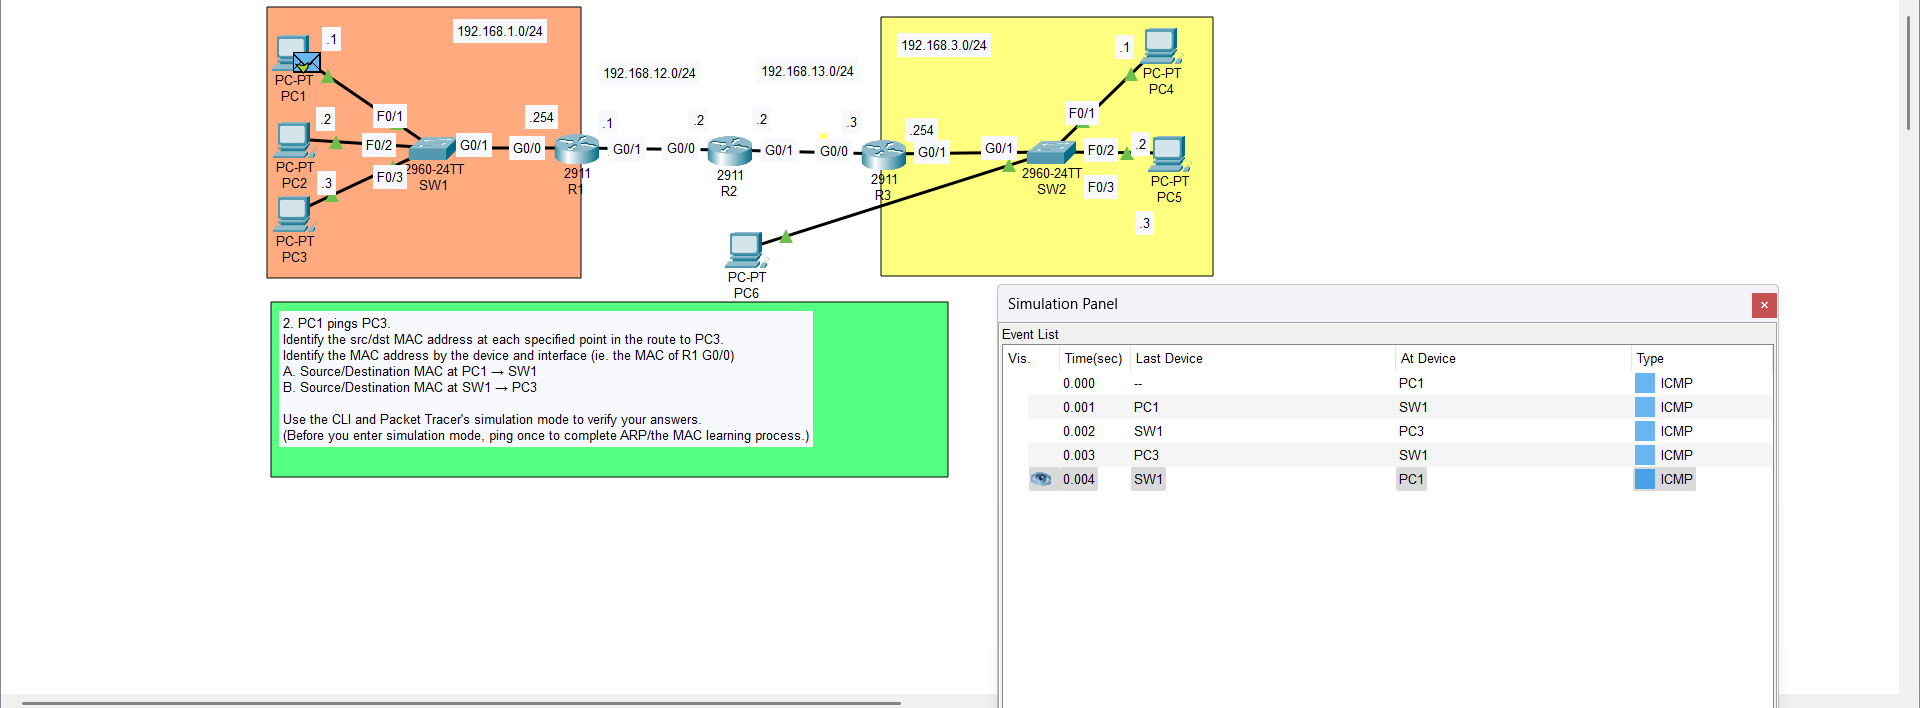 192.168.1.0/24
.1
PC-PT
PC1
F0/1
.2
F0/2
PC-PT
PC2
.3
F0/3
PC-PT
PC3
2960-24TT
SW1
G0/1
G0/0
.254
2911
R1
192.168.12.0/24
.1
G0/1
.2
G0/0
2911
R2
192.168.13.0/24
.2
G0/1
.3
G0/0
2911
R3
192.168.3.0/24
.254
G0/1
G0/1
2960-24TT
SW2
F0/1
.1
PC-PT
PC4
F0/2
.2
PC-PT
PC5
F0/3
.3
PC-PT
PC6
2. PC1 pings PC3.
Identify the src/dst MAC address at each specified point in the route to PC3.
Identify the MAC address by the device and interface (ie. the MAC of R1 G0/0)
A. Source/Destination MAC at PC1 → SW1
B. Source/Destination MAC at SW1 → PC3
Use the CLI and Packet Tracer's simulation mode to verify your answers.
(Before you enter simulation mode, ping once to complete ARP/the MAC learning process.)
Simulation Panel
Event List
Vis. Time(sec) Last Device At Device Type
0.000 -- PC1 ICMP
0.001 PC1 SW1 ICMP
0.002 SW1 PC3 ICMP
0.003 PC3 SW1 ICMP
0.004 SW1 PC1 ICMP